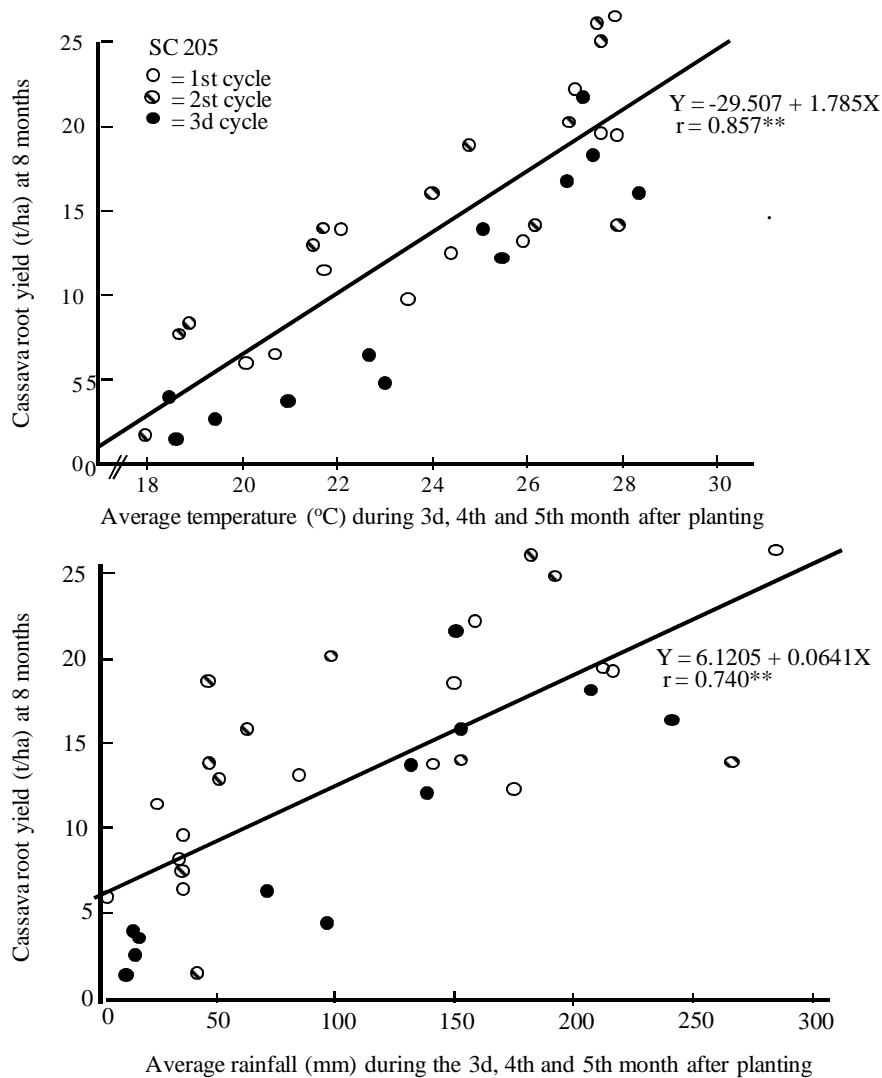 Cassava root yield (t/ha) at 8 months
SC 205
= 1st cycle
= 2st cycle
= 3d cycle
25
20
15
10
55
00
Y = -29.507 + 1.785X
r = 0.857**
18 20 22 24 26 28 30
Average temperature (ºC) during 3d, 4th and 5th month after planting
Cassava root yield (t/ha) at 8 months
25
20
15
10
5
0
Y = 6.1205 + 0.0641X
r = 0.740**
0 50 100 150 200 250 300
Average rainfall (mm) during the 3d, 4th and 5th month after planting